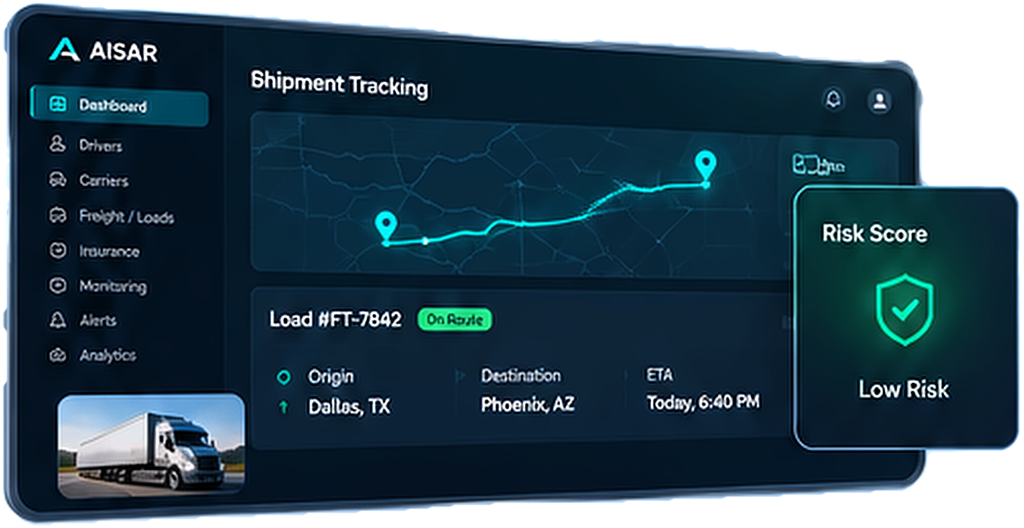 AISAR
Dashboard
Drivers
Carriers
Freight / Loads
Insurance
Monitoring
Alerts
Analytics
Shipment Tracking
Load #FT-7842
On Route
Origin
Dallas, TX
Destination
Phoenix, AZ
ETA
Today, 6:40 PM
Risk Score
Low Risk